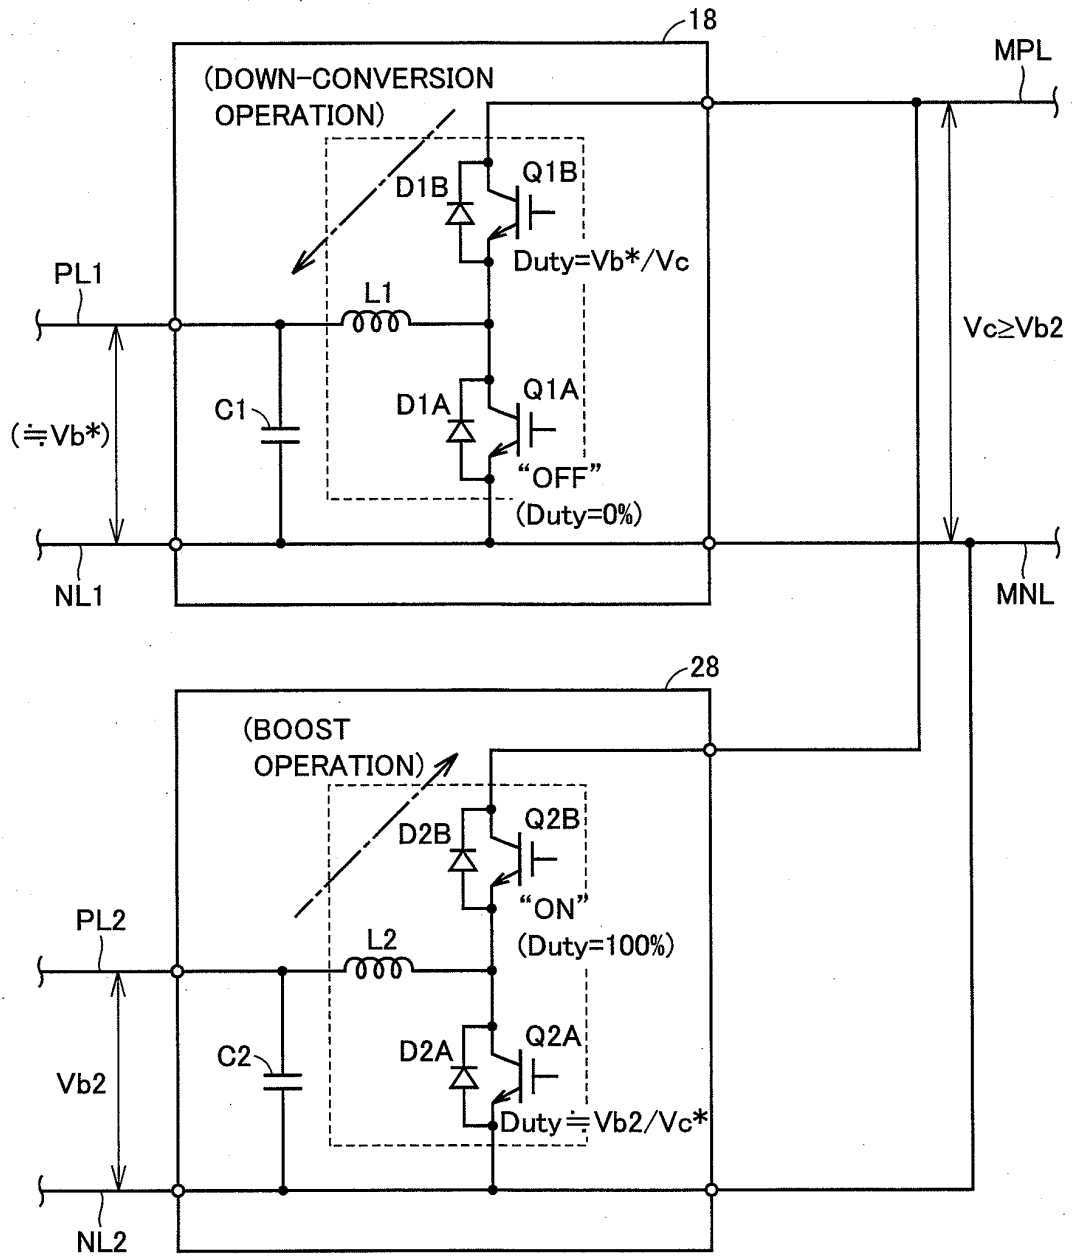 18
(DOWN-CONVERSION
OPERATION)
MPL
D1B
Q1B
Duty=Vb*/Vc
PL1
L1
Vc≥Vb2
D1A
Q1A
C1
(≒Vb*)
“OFF”
(Duty=0%)
NL1
MNL
28
(BOOST
OPERATION)
D2B
Q2B
“ON”
(Duty=100%)
PL2
L2
D2A
Q2A
C2
Vb2
Duty≒Vb2/Vc*
NL2